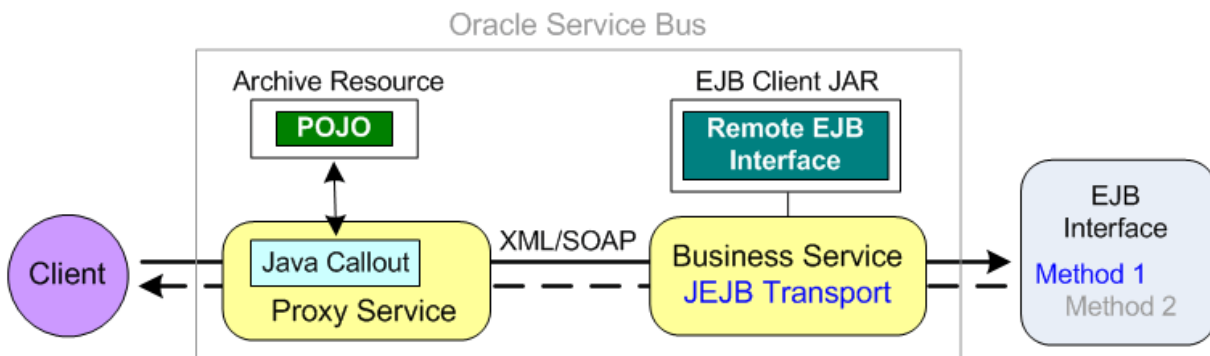 Oracle Service Bus
Archive Resource
POJO
EJB Client JAR
Remote EJB
Interface
Client
Java Callout
Proxy Service
XML/SOAP
Business Service
JEJB Transport
EJB
Interface
Method 1
Method 2